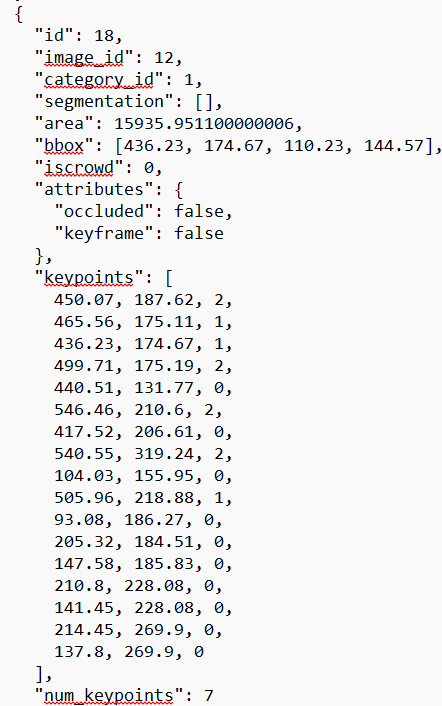 {
"id": 18,
"image_id": 12,
"category_id": 1,
"segmentation": [],
"area": 15935.951100000006,
"bbox": [436.23, 174.67, 110.23, 144.57],
"iscrowd": 0,
"attributes": {
"occluded": false,
"keyframe": false
},
"keypoints": [
450.07, 187.62, 2,
465.56, 175.11, 1,
436.23, 174.67, 1,
499.71, 175.19, 2,
440.51, 131.77, 0,
546.46, 210.6, 2,
417.52, 206.61, 0,
540.55, 319.24, 2,
104.03, 155.95, 0,
505.96, 218.88, 1,
93.08, 186.27, 0,
205.32, 184.51, 0,
147.58, 185.83, 0,
210.8, 228.08, 0,
141.45, 228.08, 0,
214.45, 269.9, 0,
137.8, 269.9, 0
],
"num_keypoints": 7